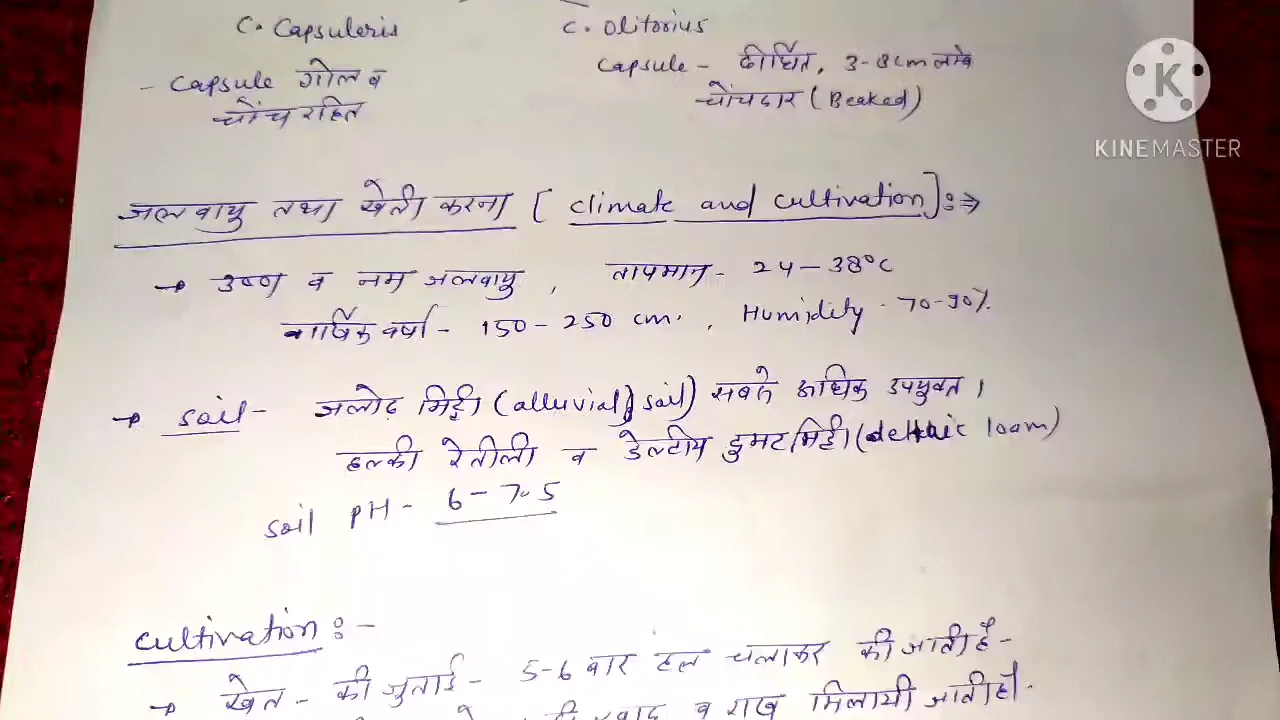 C. Capsuleris
C. Olitorius
- Capsule गोल व
चोंच रहित
Capsule - दीर्घित, 3-8cm लम्बे
चोंचदार (Beaked)
KINEMASTER
जलवायु तथा खेती करना [climate and cultivation]:⇒
→ उष्ण व नम जलवायु , तापमान- 24-38°C
वार्षिक वर्षा- 150-250 cm. , Humidity - 70-90%.
→ Soil- जलोढ़ मिट्टी (alluvial soil) सबसे अधिक उपयुक्त।
हल्की रेतीली व डेल्टीय दुमट मिट्टी (deltaic loam)
soil pH- 6-7.5
Cultivation:-
→ खेत - की जुताई- 5-6 बार हल चलाकर की जाती है-
व राख मिलायी जाती है।